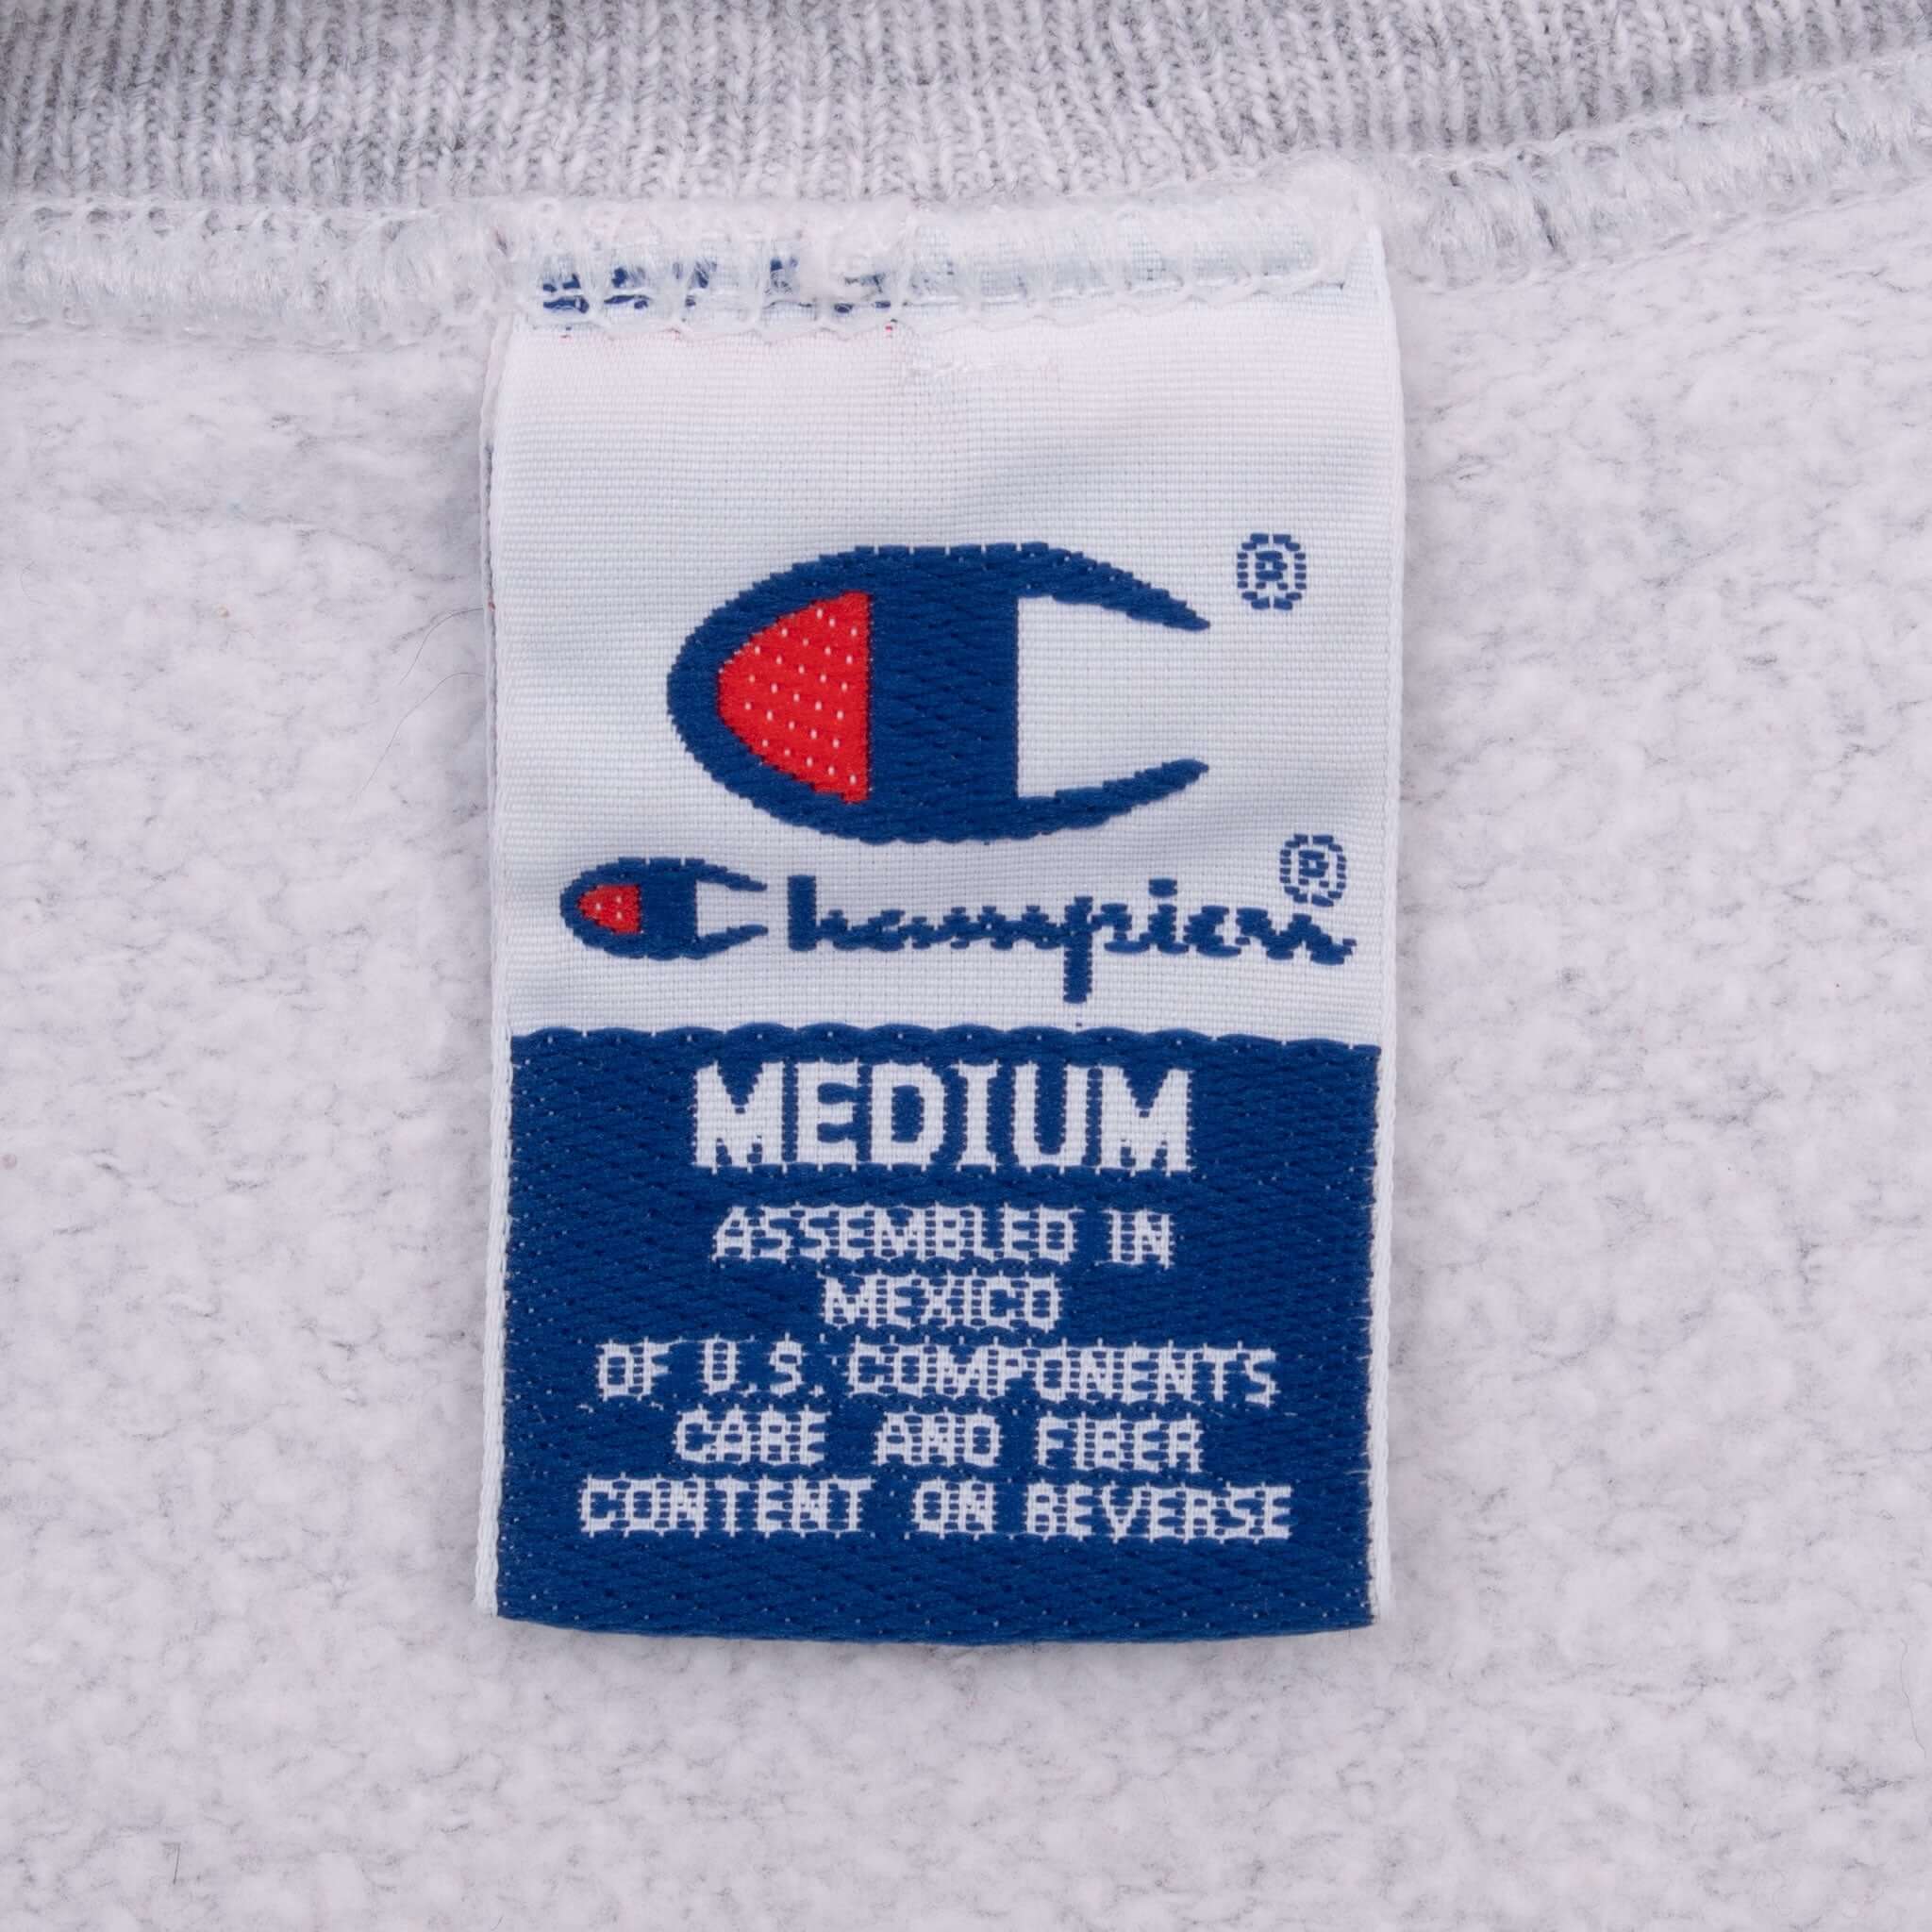 ®
Champion®
MEDIUM
ASSEMBLED IN
MEXICO
OF U.S. COMPONENTS
CARE AND FIBER
CONTENT ON REVERSE